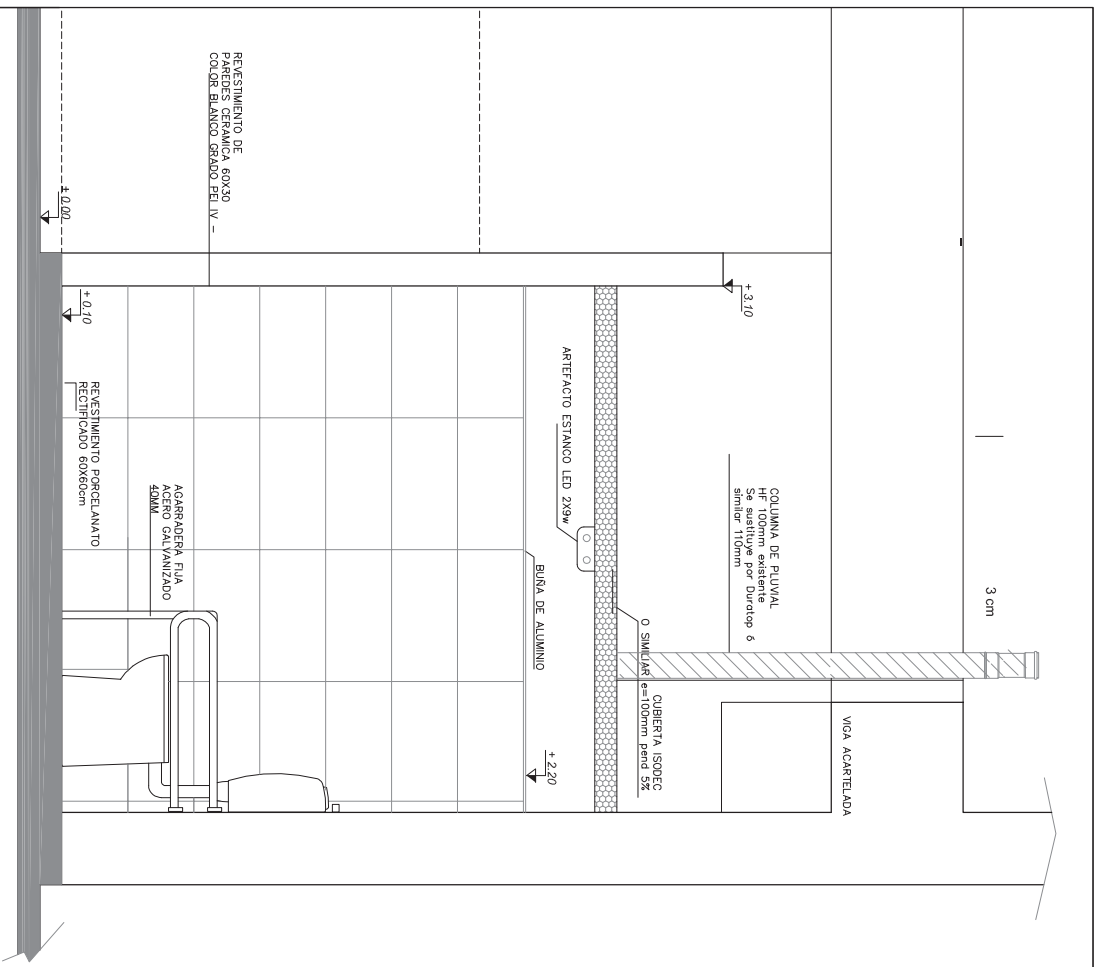 3 cm
COLUMNA DE PLUVIAL
HF 100mm existente
Se sustituye por Duratop ó
similar 110mm
VIGA ACARTELADA
+ 3.10
CUBIERTA ISODEC
O SIMILIAR e=100mm pend 5%
ARTEFACTO ESTANCO LED 2X9w
BUÑA DE ALUMINIO
+ 2.20
REVESTIMIENTO DE
PAREDES CERAMICA 60X30
COLOR BLANCO GRADO PEI IV -
AGARRADERA FIJA
ACERO GALVANIZADO
40MM
REVESTIMIENTO PORCELANATO
RECTIFICADO 60X60cm
+ 0.10
± 0.00